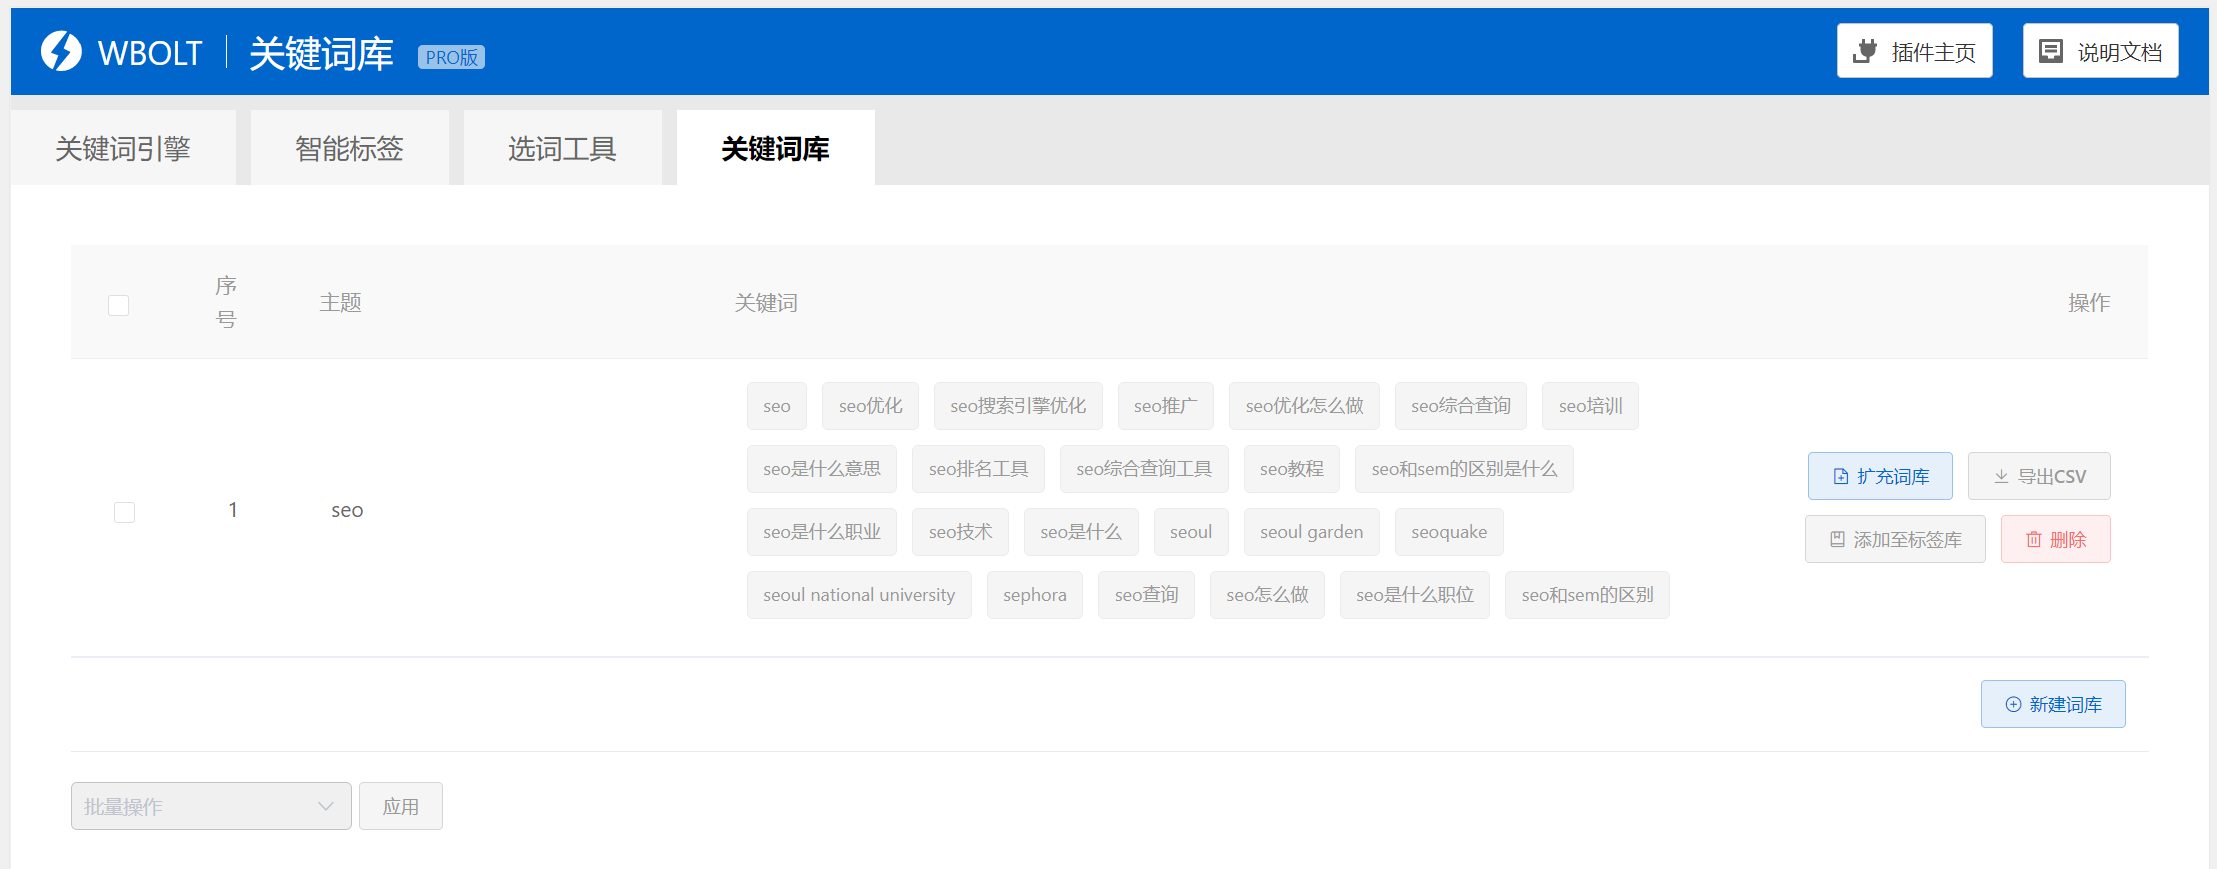 WBOLT 关键词库 PRO版 插件主页 说明文档
关键词引擎 智能标签 选词工具 关键词库
序号 主题 关键词 操作
seo seo优化 seo搜索引擎优化 seo推广 seo优化怎么做 seo综合查询 seo培训
seo是什么意思 seo排名工具 seo综合查询工具 seo教程 seo和sem的区别是什么
扩充词库 导出CSV
1 seo
seo是什么职业 seo技术 seo是什么 seoul seoul garden seoquake
添加至标签库 删除
seoul national university sephora seo查询 seo怎么做 seo是什么职位 seo和sem的区别
新建词库
批量操作 应用